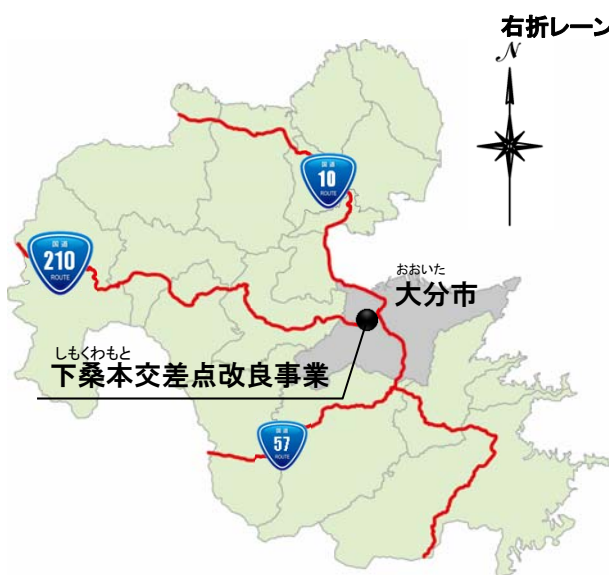 右折レーン
N
国道
10
ROUTE
国道
210
ROUTE
おおいた
大分市
しもくわもと
下桑本交差点改良事業
国道
57
ROUTE